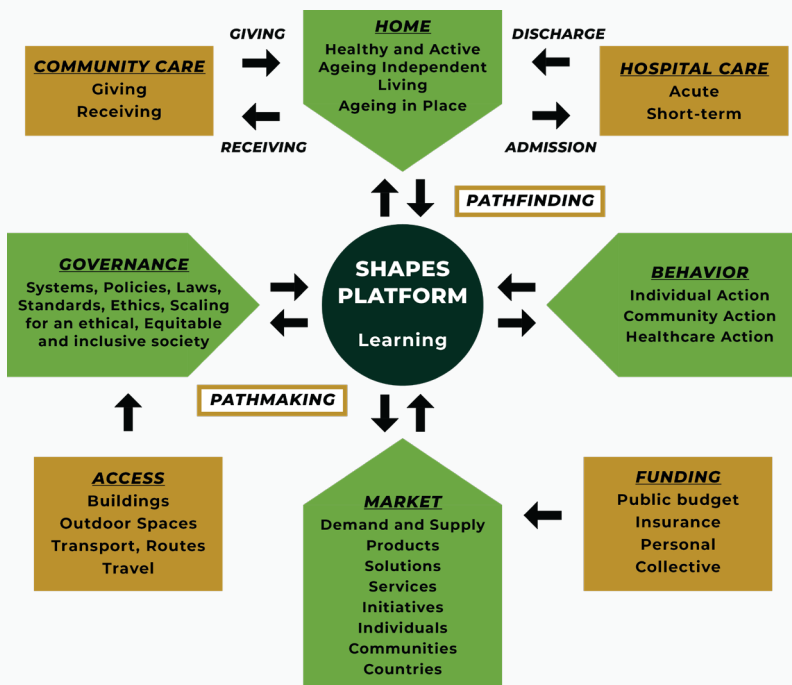 HOME
Healthy and Active
Ageing Independent
Living
Ageing in Place
GIVING
RECEIVING
DISCHARGE
ADMISSION
COMMUNITY CARE
Giving
Receiving
HOSPITAL CARE
Acute
Short-term
PATHFINDING
GOVERNANCE
Systems, Policies, Laws,
Standards, Ethics, Scaling
for an ethical, Equitable
and inclusive society
SHAPES
PLATFORM
Learning
BEHAVIOR
Individual Action
Community Action
Healthcare Action
PATHMAKING
ACCESS
Buildings
Outdoor Spaces
Transport, Routes
Travel
MARKET
Demand and Supply
Products
Solutions
Services
Initiatives
Individuals
Communities
Countries
FUNDING
Public budget
Insurance
Personal
Collective